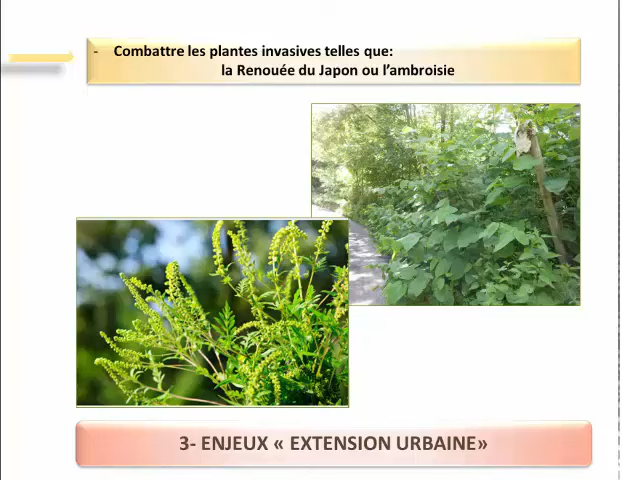 - Combattre les plantes invasives telles que:
la Renouée du Japon ou l’ambroisie
3- ENJEUX « EXTENSION URBAINE»